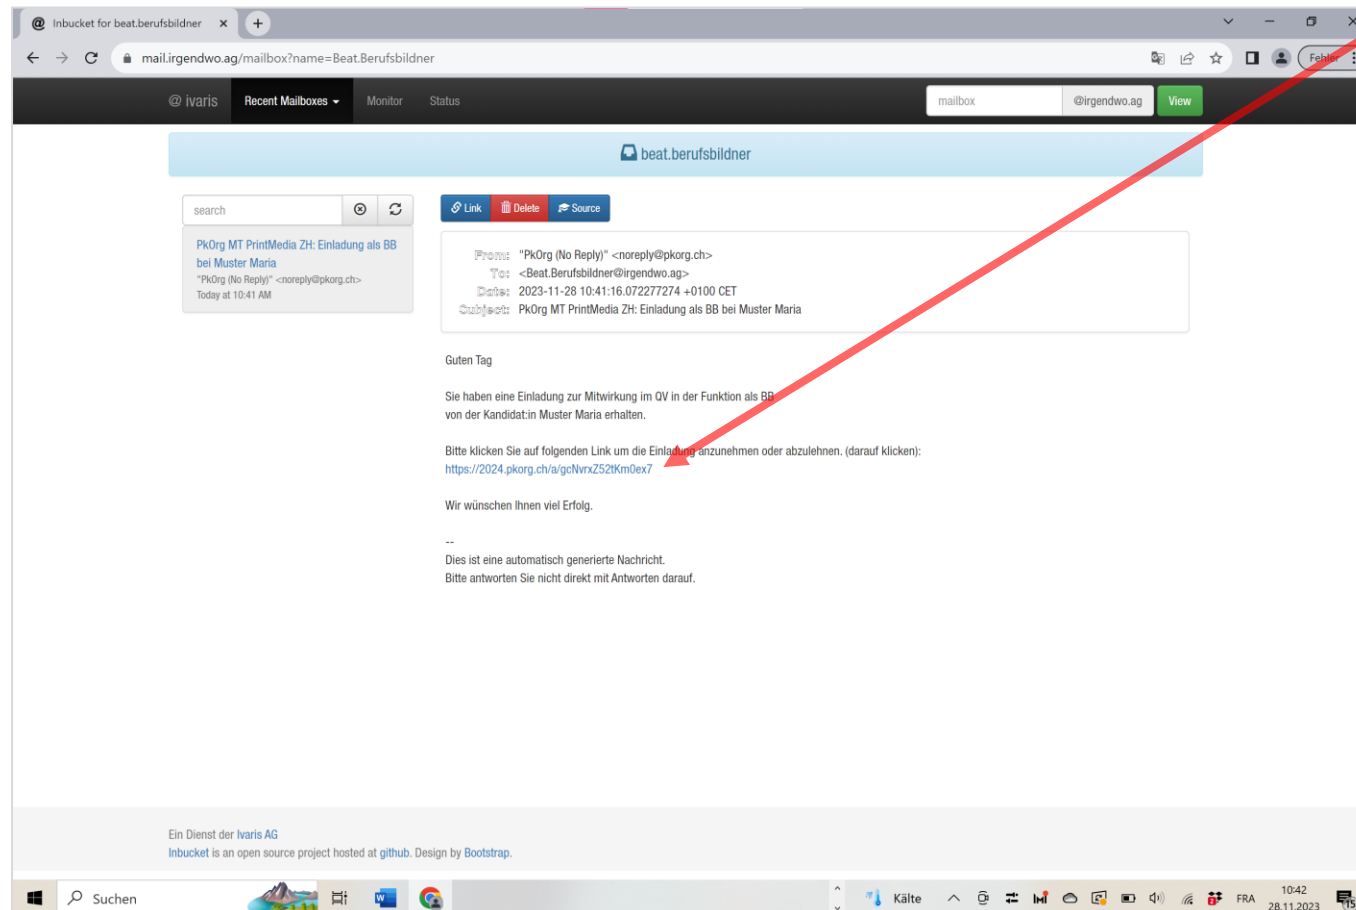 Inbucket for beat.berufsbildner
mail.irgendwo.ag/mailbox?name=Beat.Berufsbildner
Fehler
@ ivaris Recent Mailboxes Monitor Status mailbox @irgendwo.ag View
beat.berufsbildner
search
Link Delete Source
PkOrg MT PrintMedia ZH: Einladung als BB
bei Muster Maria
"PkOrg (No Reply)" <noreply@pkorg.ch>
Today at 10:41 AM
From: "PkOrg (No Reply)" <noreply@pkorg.ch>
To: <Beat.Berufsbildner@irgendwo.ag>
Date: 2023-11-28 10:41:16.072277274 +0100 CET
Subject: PkOrg MT PrintMedia ZH: Einladung als BB bei Muster Maria
Guten Tag
Sie haben eine Einladung zur Mitwirkung im QV in der Funktion als BB
von der Kandidat:in Muster Maria erhalten.
Bitte klicken Sie auf folgenden Link um die Einladung anzunehmen oder abzulehnen. (darauf klicken):
https://2024.pkorg.ch/a/gcNvrxZ52tKm0ex7
Wir wünschen Ihnen viel Erfolg.
--
Dies ist eine automatisch generierte Nachricht.
Bitte antworten Sie nicht direkt mit Antworten darauf.
Ein Dienst der Ivaris AG
Inbucket is an open source project hosted at github. Design by Bootstrap.
Suchen
Kälte
FRA
10:42
28.11.2023
15